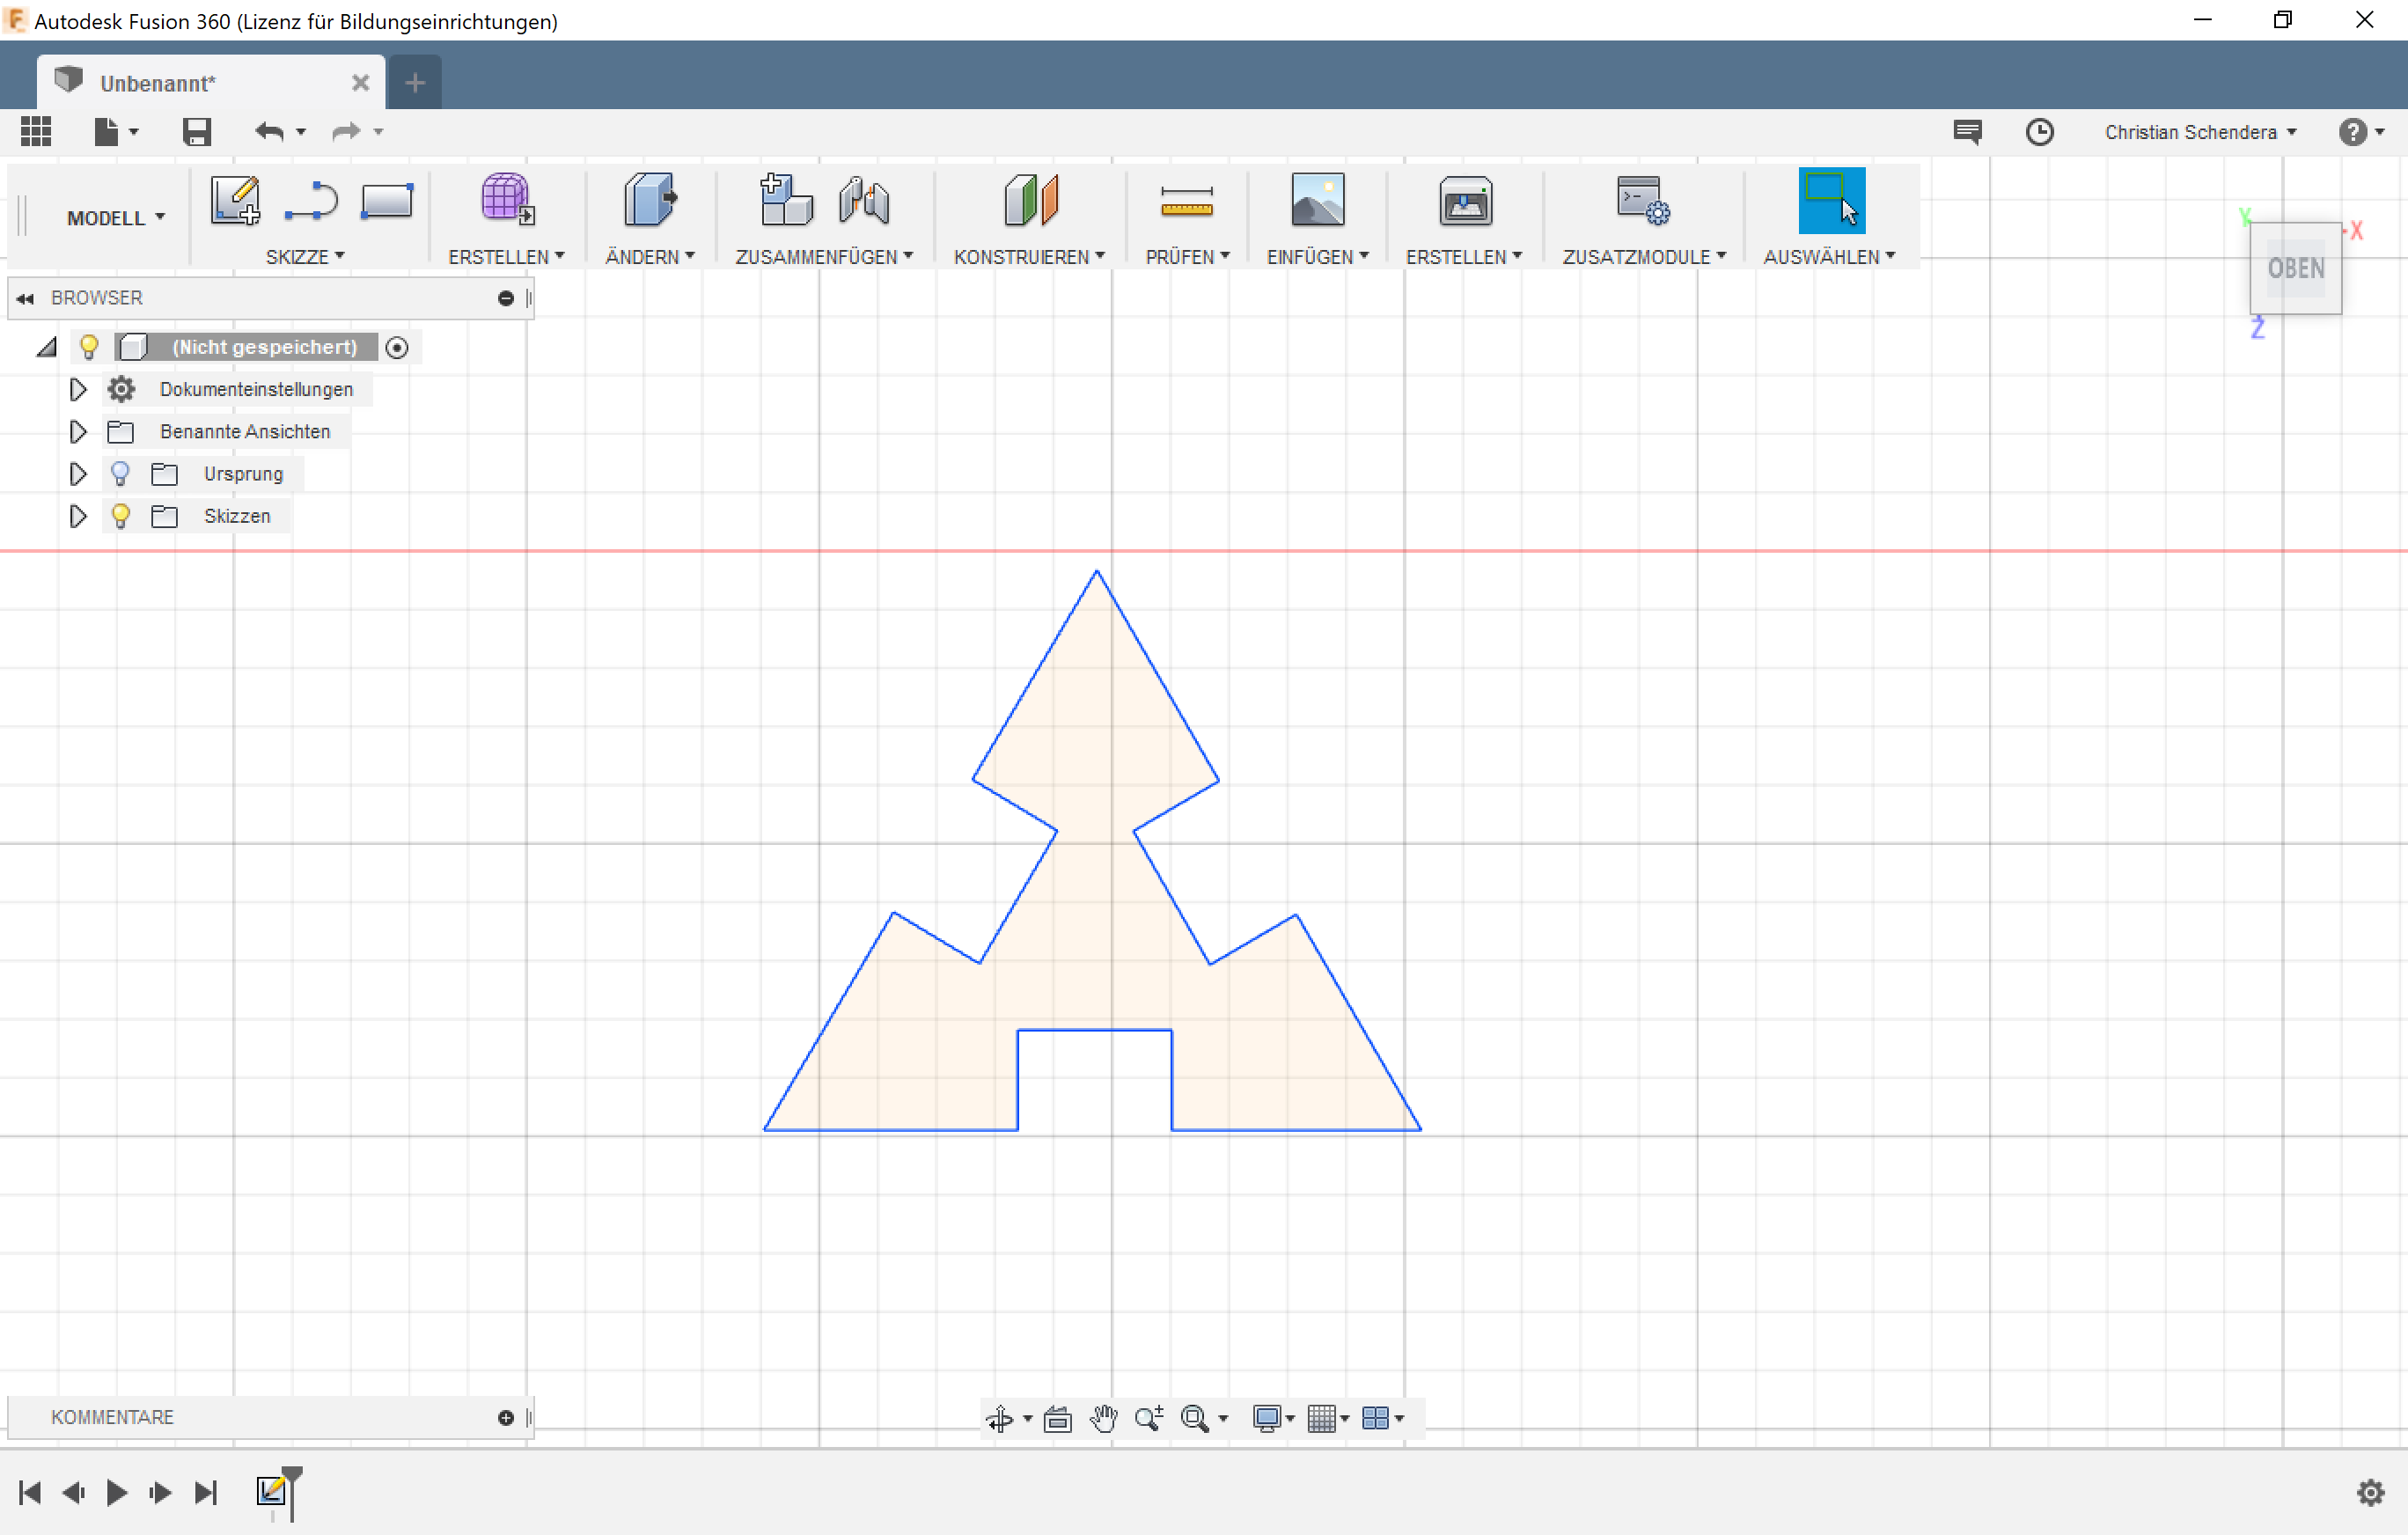 Autodesk Fusion 360 (Lizenz für Bildungseinrichtungen)
Unbenannt*
Christian Schendera
MODELL
SKIZZE
ERSTELLEN
ÄNDERN
ZUSAMMENFÜGEN
KONSTRUIEREN
PRÜFEN
EINFÜGEN
ERSTELLEN
ZUSATZMODULE
AUSWÄHLEN
Y
X
OBEN
Z
BROWSER
(Nicht gespeichert)
Dokumenteinstellungen
Benannte Ansichten
Ursprung
Skizzen
KOMMENTARE